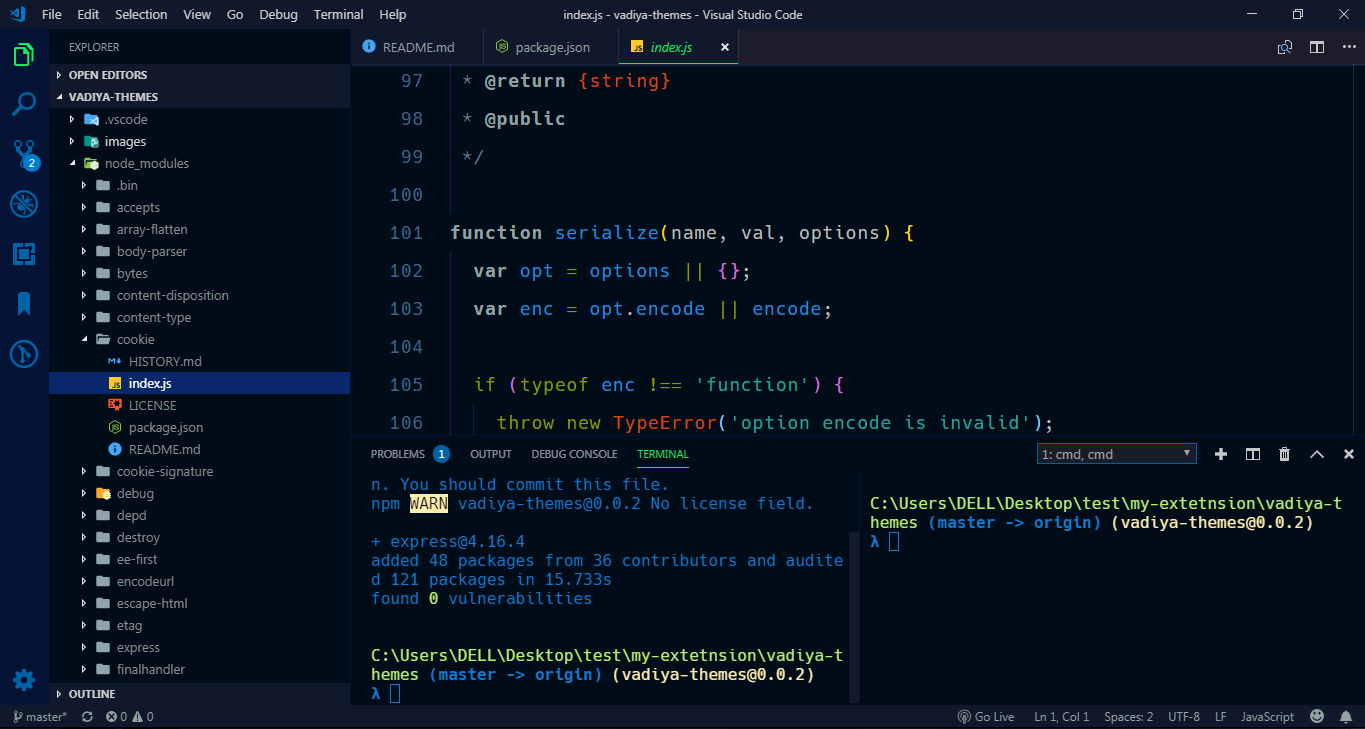 File Edit Selection View Go Debug Terminal Help
index.js - vadiya-themes - Visual Studio Code
EXPLORER
OPEN EDITORS
VADIYA-THEMES
.vscode
images
node_modules
.bin
accepts
array-flatten
body-parser
bytes
content-disposition
content-type
cookie
HISTORY.md
index.js
LICENSE
package.json
README.md
cookie-signature
debug
depd
destroy
ee-first
encodeurl
escape-html
etag
express
finalhandler
OUTLINE
2
README.md package.json index.js
97 * @return {string}
98 * @public
99 */
100
101 function serialize(name, val, options) {
102 var opt = options || {};
103 var enc = opt.encode || encode;
104
105 if (typeof enc !== 'function') {
106 throw new TypeError('option encode is invalid');
PROBLEMS 1 OUTPUT DEBUG CONSOLE TERMINAL
1: cmd, cmd
n. You should commit this file.
npm WARN vadiya-themes@0.0.2 No license field.
+ express@4.16.4
added 48 packages from 36 contributors and audite
d 121 packages in 15.733s
found 0 vulnerabilities
C:\Users\DELL\Desktop\test\my-extetnsion\vadiya-t
hemes (master -> origin) (vadiya-themes@0.0.2)
λ
C:\Users\DELL\Desktop\test\my-extetnsion\vadiya-t
hemes (master -> origin) (vadiya-themes@0.0.2)
λ
master* 0 0
Go Live Ln 1, Col 1 Spaces: 2 UTF-8 LF JavaScript